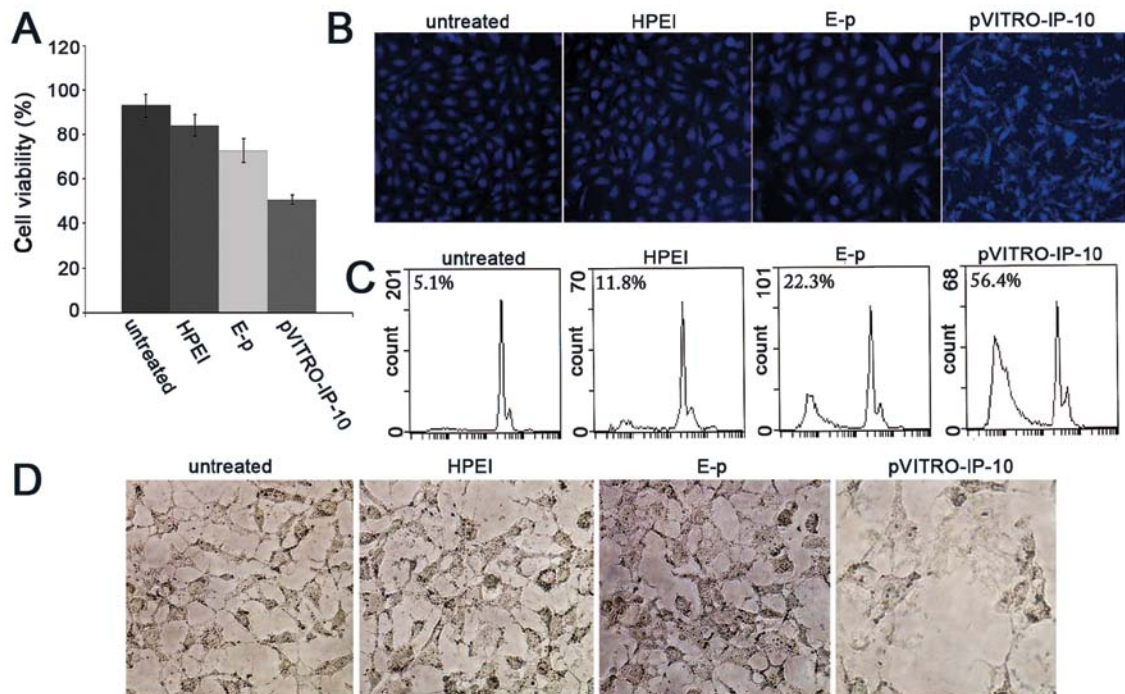 A
Cell viability (%)
120
100
80
60
40
20
0
untreated
HPEI
E-p
pVITRO-IP-10
B
untreated HPEI E-p pVITRO-IP-10
C
untreated HPEI E-p pVITRO-IP-10
201 5.1% 70 11.8% 101 22.3% 68 56.4%
count count count count
0 0 0 0
D
untreated HPEI E-p pVITRO-IP-10